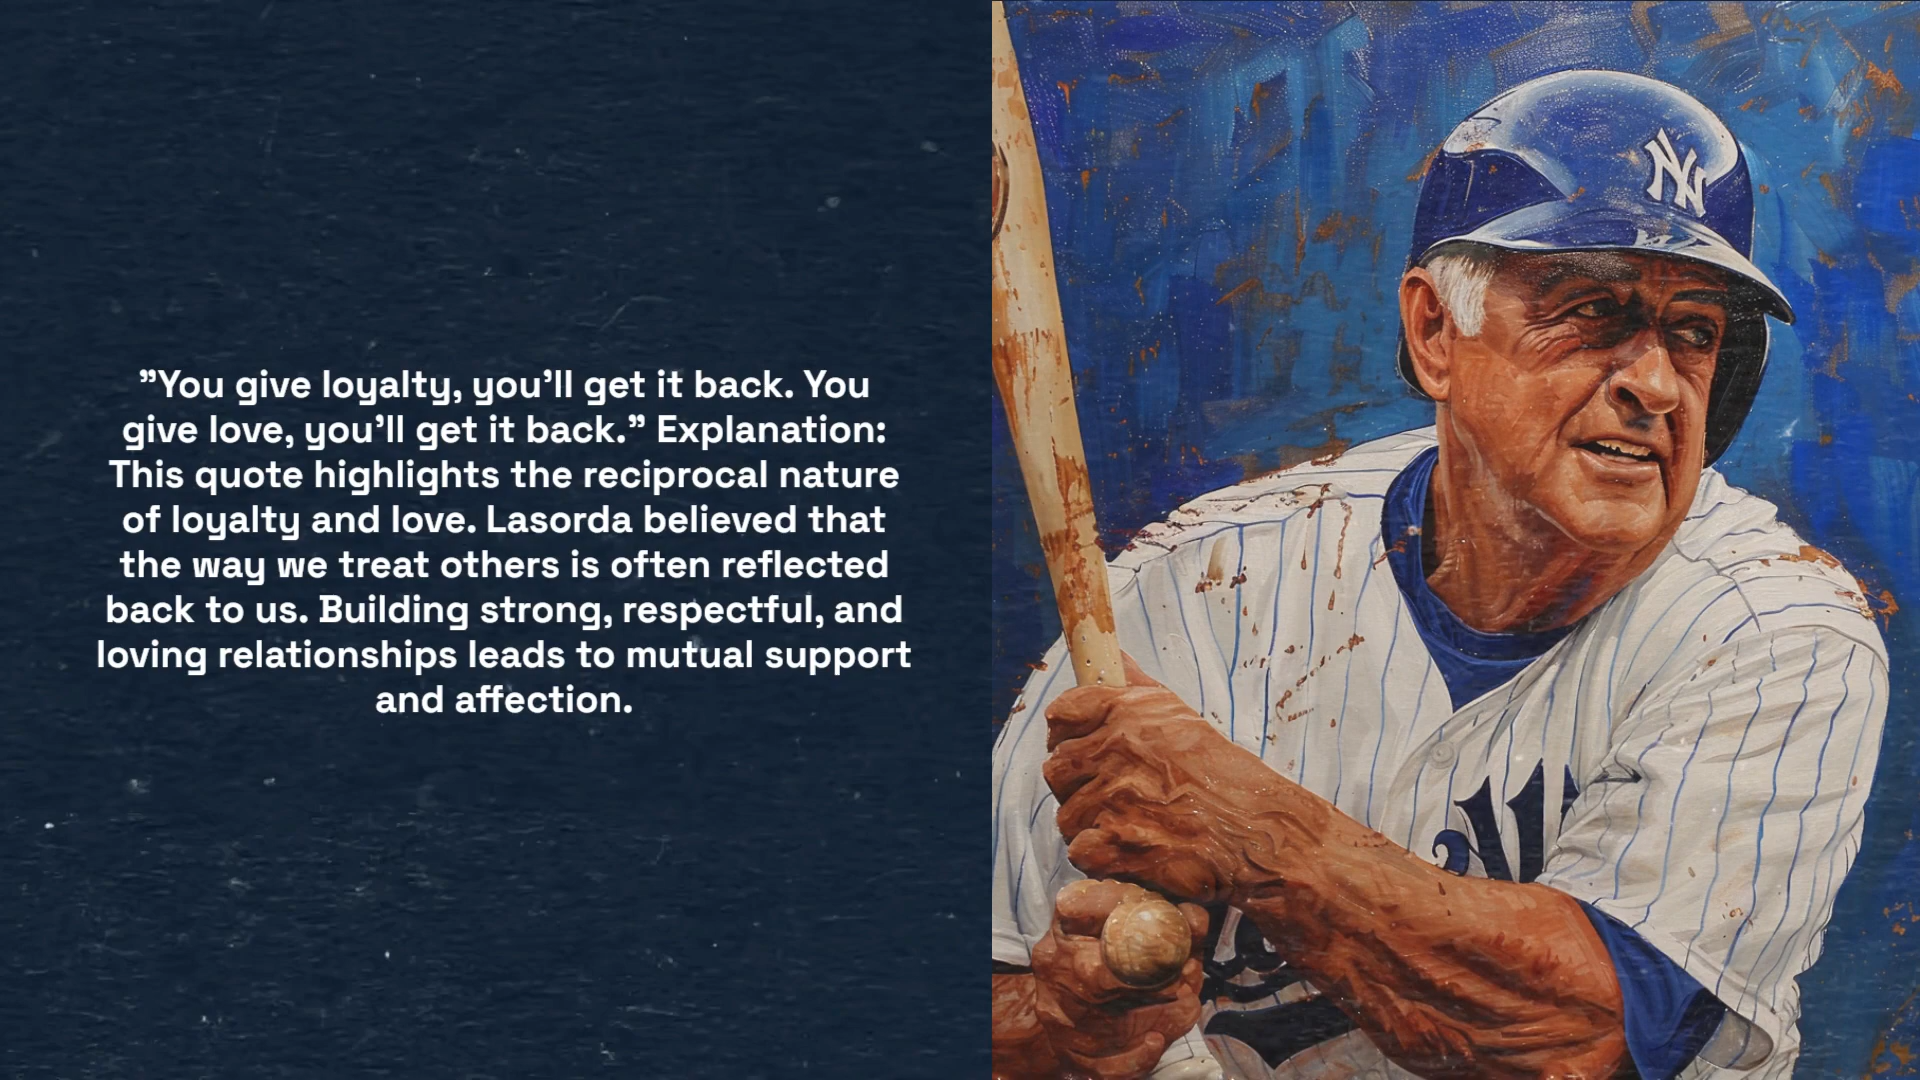 ”You give loyalty, you’ll get it back. You
give love, you’ll get it back.” Explanation:
This quote highlights the reciprocal nature
of loyalty and love. Lasorda believed that
the way we treat others is often reflected
back to us. Building strong, respectful, and
loving relationships leads to mutual support
and affection.
NY